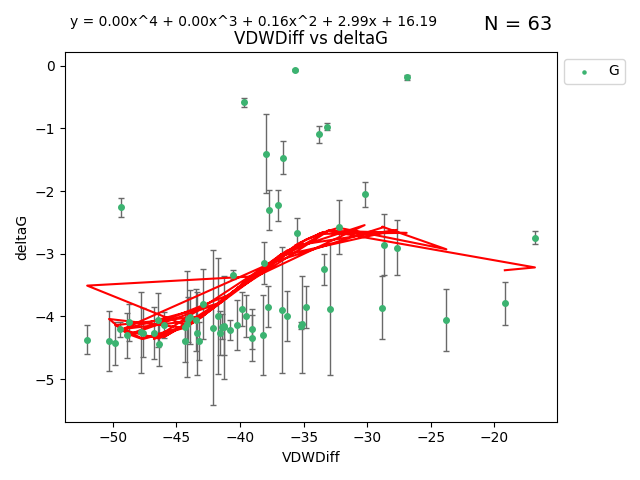 y = 0.00x^4 + 0.00x^3 + 0.16x^2 + 2.99x + 16.19
N = 63
VDWDiff vs deltaG
G
0
−1
−2
−3
−4
−5
deltaG
−50 −45 −40 −35 −30 −25 −20
VDWDiff